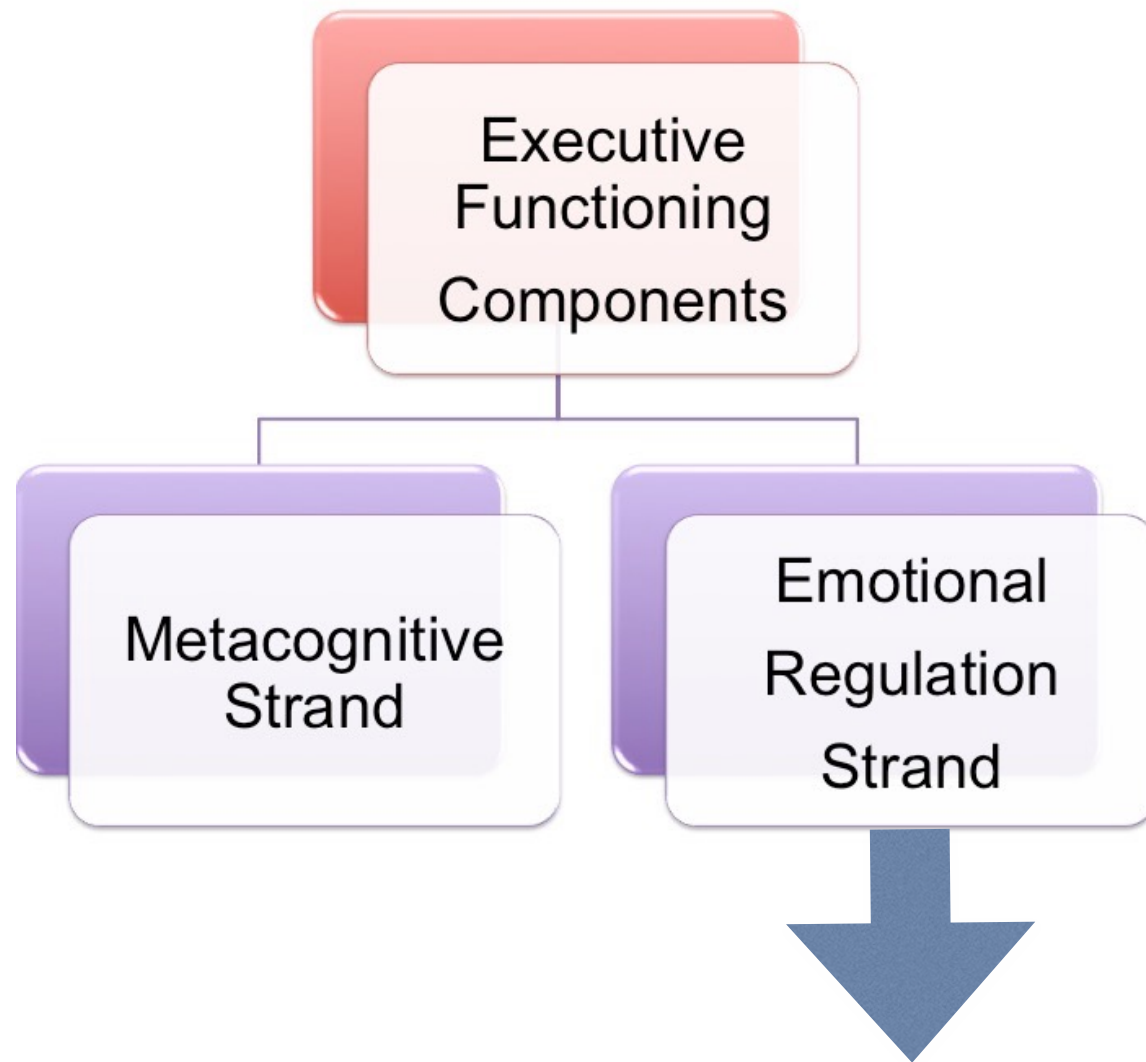 Executive
Functioning
Components
Metacognitive
Strand
Emotional
Regulation
Strand